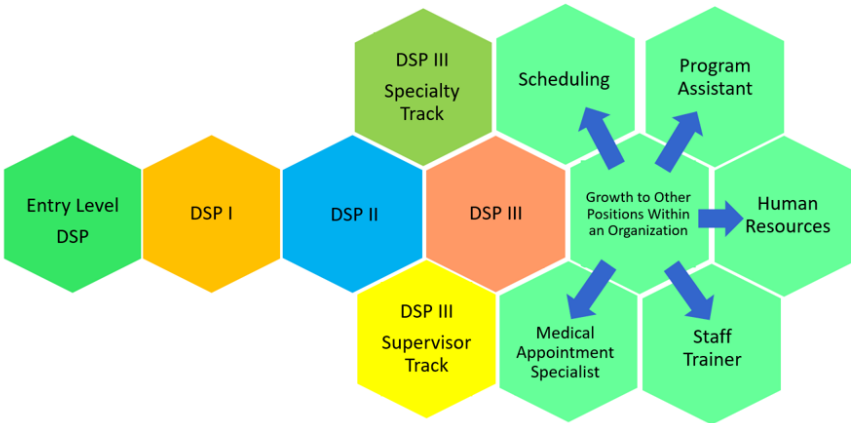 DSP III
Specialty
Track
Scheduling
Program
Assistant
Entry Level
DSP
DSP I
DSP II
DSP III
Growth to Other
Positions Within
an Organization
Human
Resources
DSP III
Supervisor
Track
Medical
Appointment
Specialist
Staff
Trainer